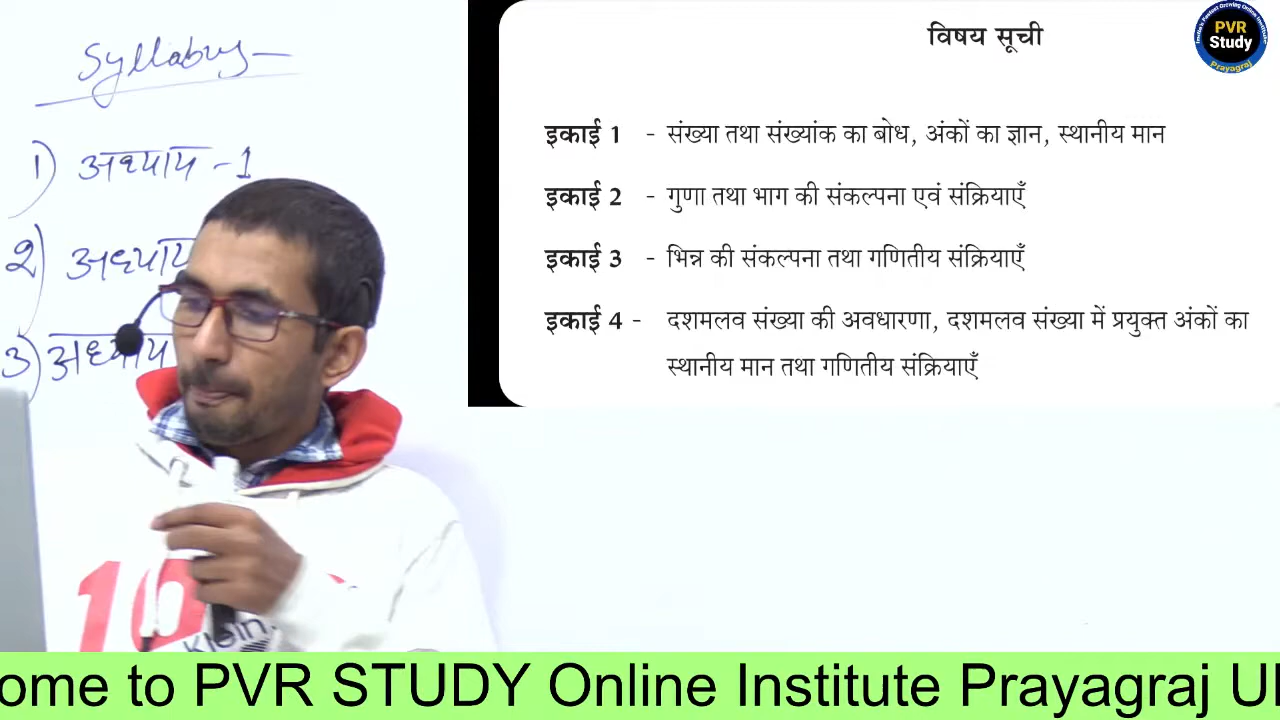 Syllabus
1) अध्याय - 1
2) अध्याय
3) अध्याय
विषय सूची
PVR
Study
Prayagraj
इकाई 1 - संख्या तथा संख्यांक का बोध, अंकों का ज्ञान, स्थानीय मान
इकाई 2 - गुणा तथा भाग की संकल्पना एवं संक्रियाएँ
इकाई 3 - भिन्न की संकल्पना तथा गणितीय संक्रियाएँ
इकाई 4 - दशमलव संख्या की अवधारणा, दशमलव संख्या में प्रयुक्त अंकों का
स्थानीय मान तथा गणितीय संक्रियाएँ
10
Klein.
ome to PVR STUDY Online Institute Prayagraj U